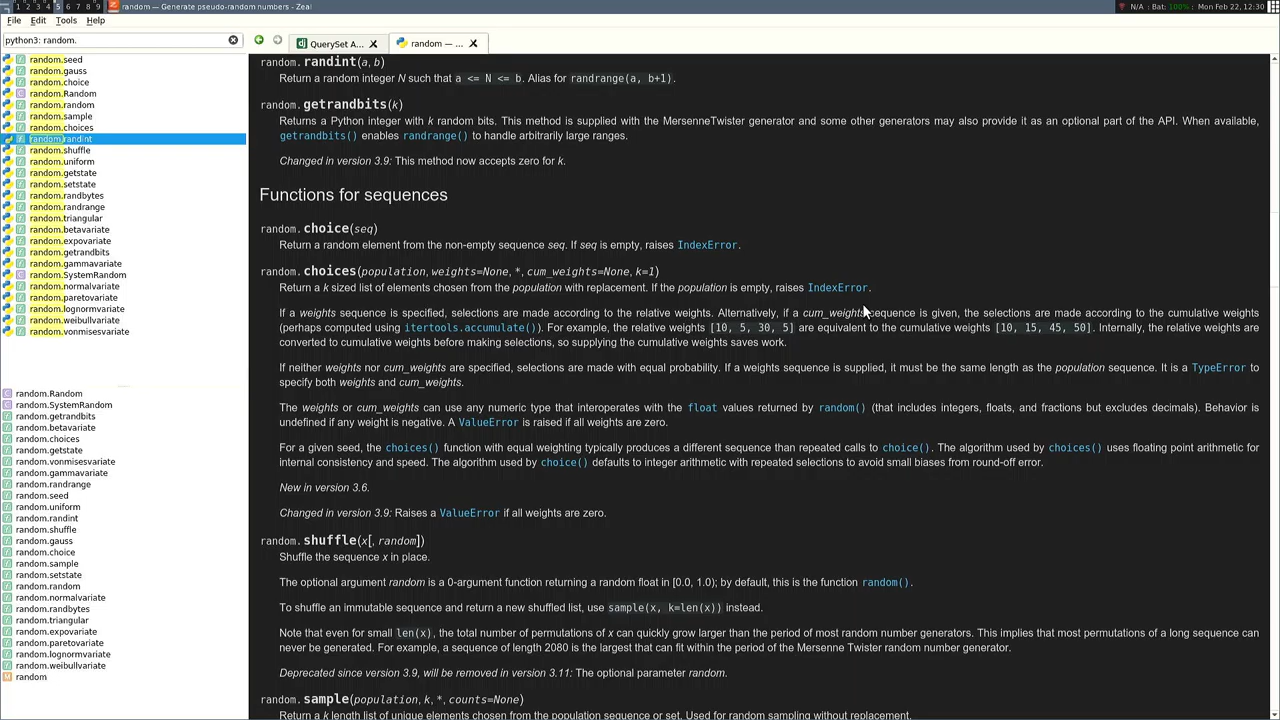 1 2 3 4 5 6 7 8 9 random — Generate pseudo-random numbers - Zeal N/A : Bat: 100% : Mon Feb 22, 12:30
File Edit Tools Help
python3: random.
QuerySet A... random — ...
random.seed
random.gauss
random.choice
random.Random
random.random
random.sample
random.choices
random.randint
random.shuffle
random.uniform
random.getstate
random.setstate
random.randbytes
random.randrange
random.triangular
random.betavariate
random.expovariate
random.getrandbits
random.gammavariate
random.SystemRandom
random.normalvariate
random.paretovariate
random.lognormvariate
random.weibullvariate
random.vonmisesvariate
random.Random
random.SystemRandom
random.getrandbits
random.betavariate
random.choices
random.getstate
random.vonmisesvariate
random.gammavariate
random.randrange
random.seed
random.uniform
random.randint
random.shuffle
random.gauss
random.choice
random.sample
random.setstate
random.random
random.normalvariate
random.randbytes
random.triangular
random.expovariate
random.paretovariate
random.lognormvariate
random.weibullvariate
random
random.randint(a, b)
Return a random integer N such that a <= N <= b. Alias for randrange(a, b+1).
random.getrandbits(k)
Returns a Python integer with k random bits. This method is supplied with the MersenneTwister generator and some other generators may also provide it as an optional part of the API. When available,
getrandbits() enables randrange() to handle arbitrarily large ranges.
Changed in version 3.9: This method now accepts zero for k.
Functions for sequences
random.choice(seq)
Return a random element from the non-empty sequence seq. If seq is empty, raises IndexError.
random.choices(population, weights=None, *, cum_weights=None, k=1)
Return a k sized list of elements chosen from the population with replacement. If the population is empty, raises IndexError.
If a weights sequence is specified, selections are made according to the relative weights. Alternatively, if a cum_weights sequence is given, the selections are made according to the cumulative weights
(perhaps computed using itertools.accumulate()). For example, the relative weights [10, 5, 30, 5] are equivalent to the cumulative weights [10, 15, 45, 50]. Internally, the relative weights are
converted to cumulative weights before making selections, so supplying the cumulative weights saves work.
If neither weights nor cum_weights are specified, selections are made with equal probability. If a weights sequence is supplied, it must be the same length as the population sequence. It is a TypeError to
specify both weights and cum_weights.
The weights or cum_weights can use any numeric type that interoperates with the float values returned by random() (that includes integers, floats, and fractions but excludes decimals). Behavior is
undefined if any weight is negative. A ValueError is raised if all weights are zero.
For a given seed, the choices() function with equal weighting typically produces a different sequence than repeated calls to choice(). The algorithm used by choices() uses floating point arithmetic for
internal consistency and speed. The algorithm used by choice() defaults to integer arithmetic with repeated selections to avoid small biases from round-off error.
New in version 3.6.
Changed in version 3.9: Raises a ValueError if all weights are zero.
random.shuffle(x[, random])
Shuffle the sequence x in place.
The optional argument random is a 0-argument function returning a random float in [0.0, 1.0); by default, this is the function random().
To shuffle an immutable sequence and return a new shuffled list, use sample(x, k=len(x)) instead.
Note that even for small len(x), the total number of permutations of x can quickly grow larger than the period of most random number generators. This implies that most permutations of a long sequence can
never be generated. For example, a sequence of length 2080 is the largest that can fit within the period of the Mersenne Twister random number generator.
Deprecated since version 3.9, will be removed in version 3.11: The optional parameter random.
random.sample(population, k, *, counts=None)
Return a k length list of unique elements chosen from the population sequence or set. Used for random sampling without replacement.